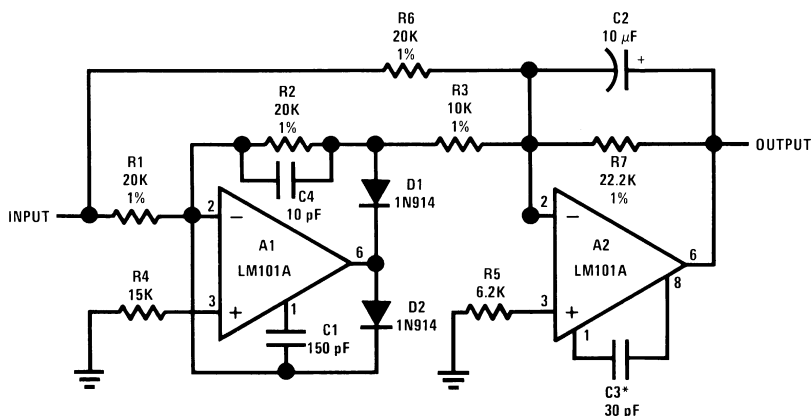 R6
20K
1%
C2
10 μF
+
R2
20K
1%
R3
10K
1%
R1
20K
1%
C4
10 pF
D1
1N914
R7
22.2K
1%
OUTPUT
INPUT
2
−
A1
LM101A
6
3
+
1
R4
15K
D2
1N914
C1
150 pF
2
−
A2
LM101A
6
8
3
+
1
R5
6.2K
C3*
30 pF